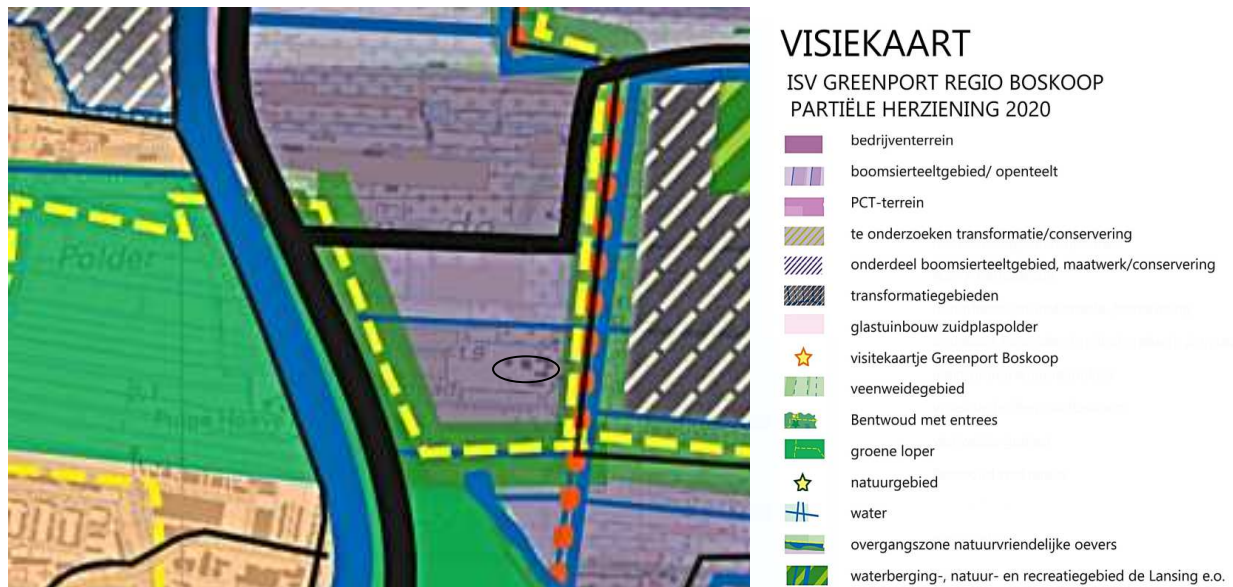 Polder
VISIEKAART
ISV GREENPORT REGIO BOSKOOP
PARTIËLE HERZIENING 2020
bedrijventerrein
boomsierteeltgebied/ openteelt
PCT-terrein
te onderzoeken transformatie/conservering
onderdeel boomsierteeltgebied, maatwerk/conservering
transformatiegebieden
glastuinbouw zuidplaspolder
visitekaartje Greenport Boskoop
veenweidegebied
Bentwoud met entrees
groene loper
natuurgebied
water
overgangszone natuurvriendelijke oevers
waterberging-, natuur- en recreatiegebied de Lansing e.o.